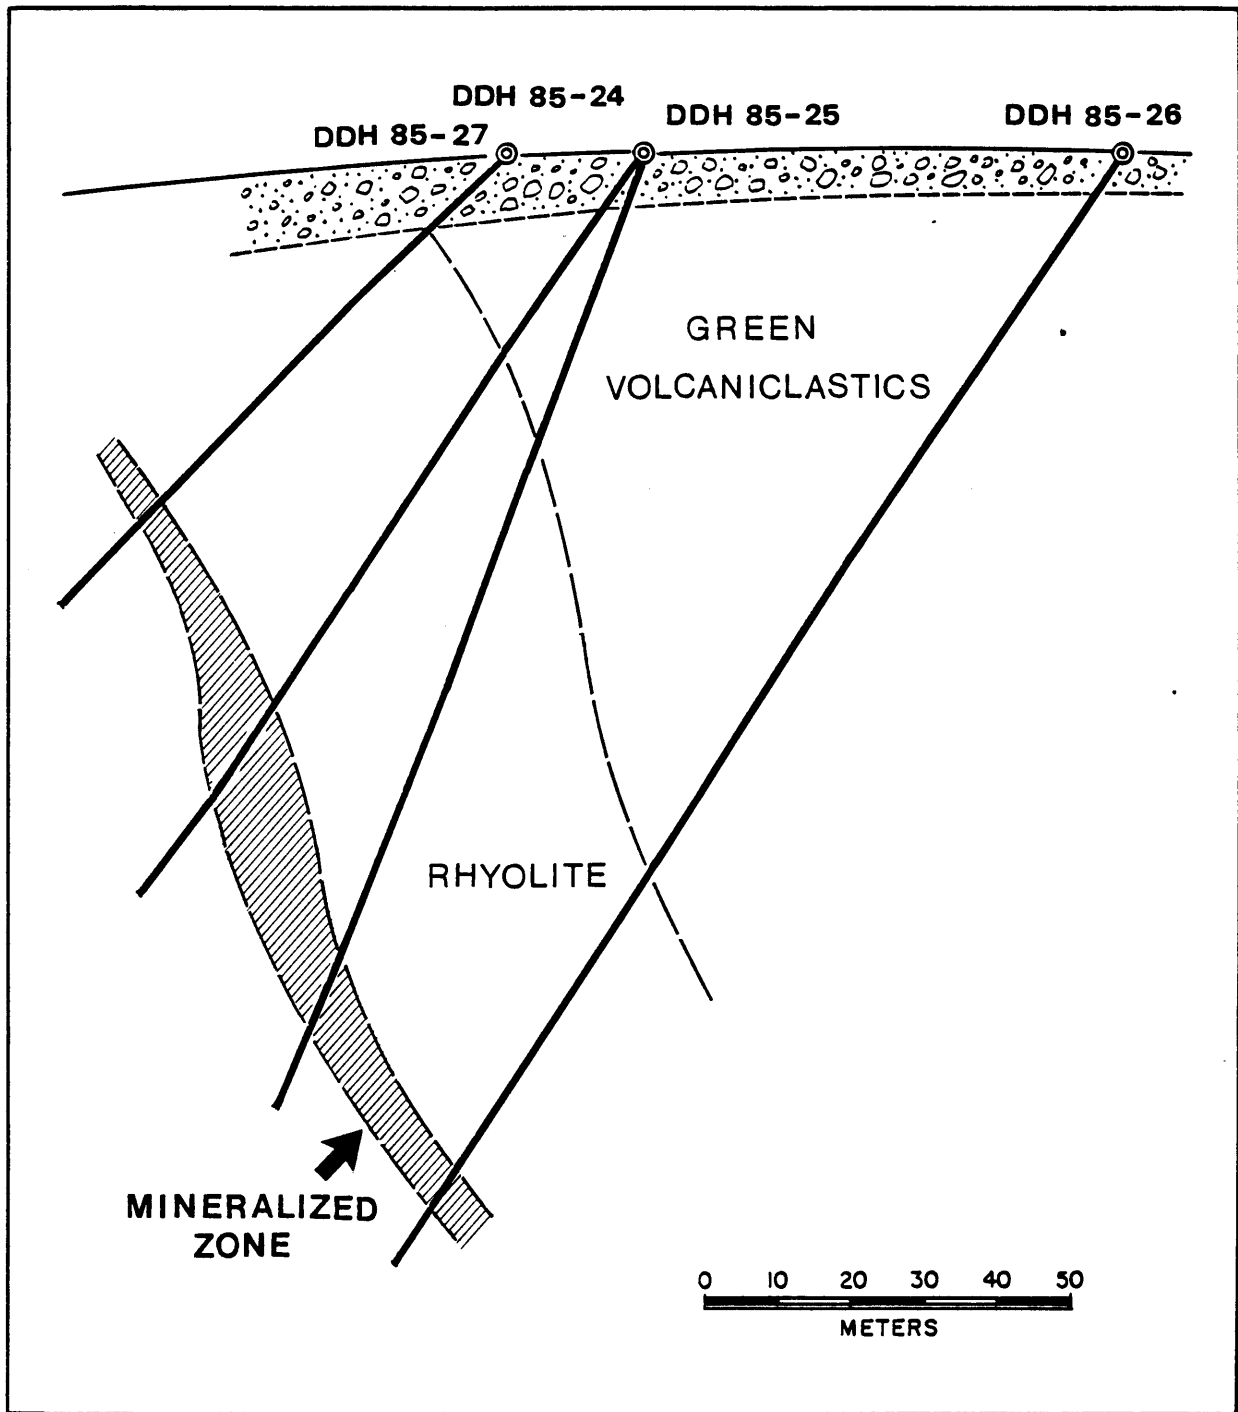 DDH 85-24
DDH 85-27
DDH 85-25
DDH 85-26
GREEN
VOLCANICLASTICS
RHYOLITE
MINERALIZED
ZONE
0 10 20 30 40 50
METERS